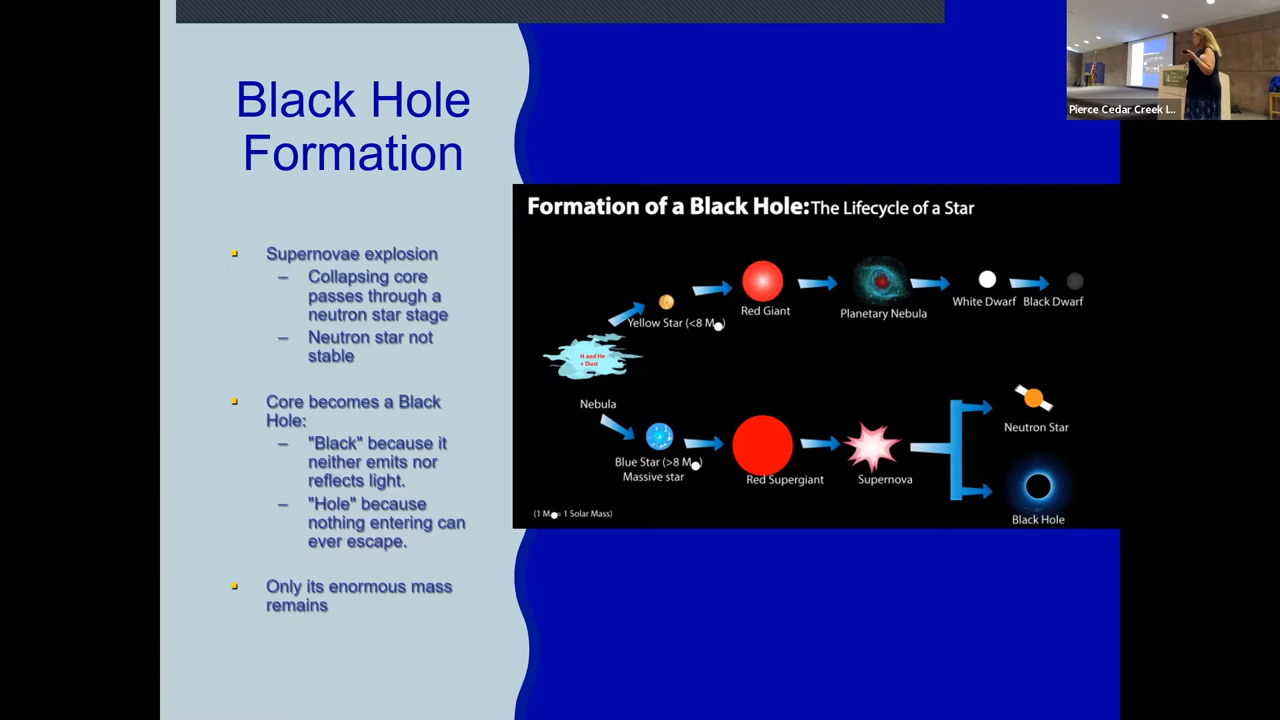 Black Hole
Formation
Supernovae explosion
– Collapsing core
passes through a
neutron star stage
– Neutron star not
stable
Core becomes a Black
Hole:
– "Black" because it
neither emits nor
reflects light.
– "Hole" because
nothing entering can
ever escape.
Only its enormous mass
remains
Formation of a Black Hole: The Lifecycle of a Star
Yellow Star (<8 M)
Red Giant
Planetary Nebula
White Dwarf
Black Dwarf
H and He
+ Dust
Nebula
Blue Star (>8 M)
Massive star
Red Supergiant
Supernova
Neutron Star
Black Hole
(1 M = 1 Solar Mass)
Pierce Cedar Creek I...